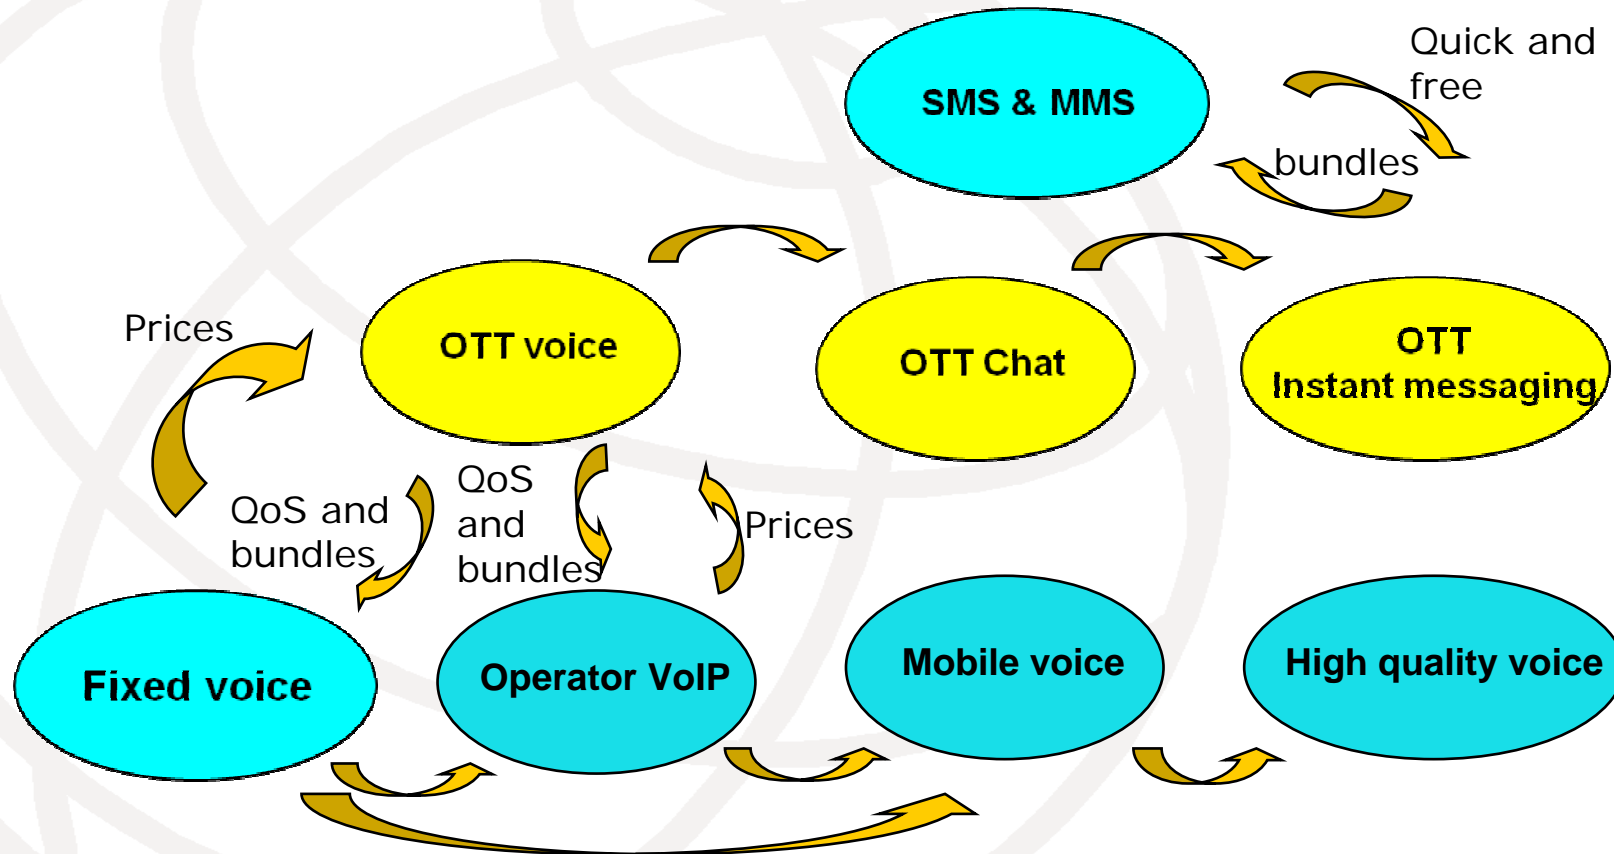 Quick and
free
SMS & MMS
bundles
Prices
OTT voice
OTT Chat
OTT
Instant messaging
QoS and
bundles
QoS
and
bundles
Prices
Fixed voice
Operator VoIP
Mobile voice
High quality voice